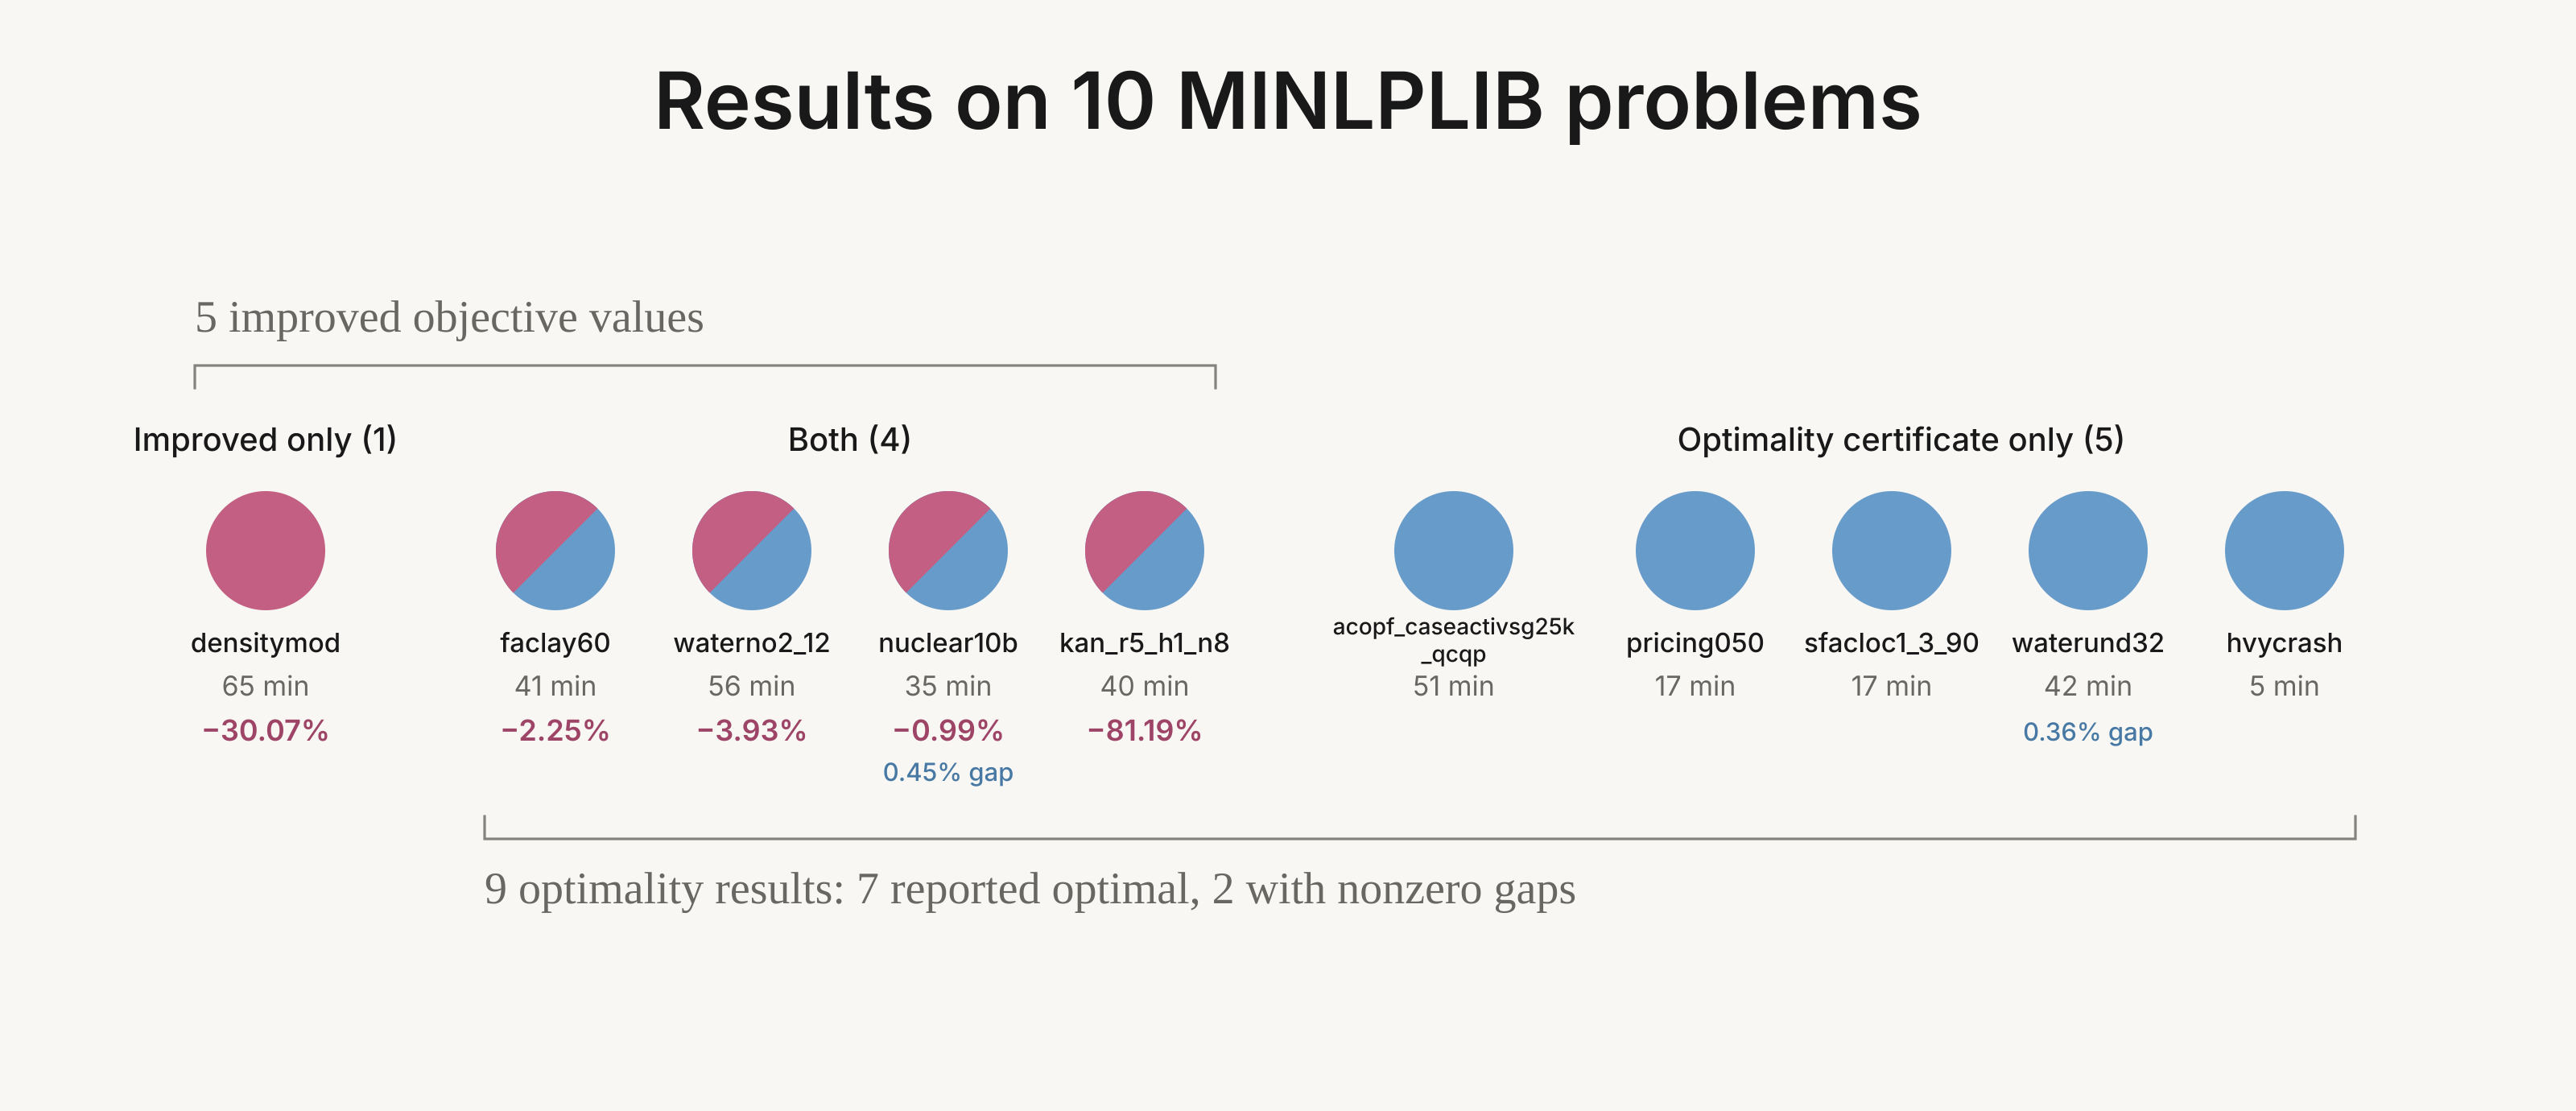 Results on 10 MINLPLIB problems
5 improved objective values
Improved only (1)
Both (4)
Optimality certificate only (5)
densitymod
65 min
−30.07%
faclay60
41 min
−2.25%
waterno2_12
56 min
−3.93%
nuclear10b
35 min
−0.99%
0.45% gap
kan_r5_h1_n8
40 min
−81.19%
acopf_caseactivsg25k
_qcqp
51 min
pricing050
17 min
sfacloc1_3_90
17 min
waterund32
42 min
0.36% gap
hvycrash
5 min
9 optimality results: 7 reported optimal, 2 with nonzero gaps